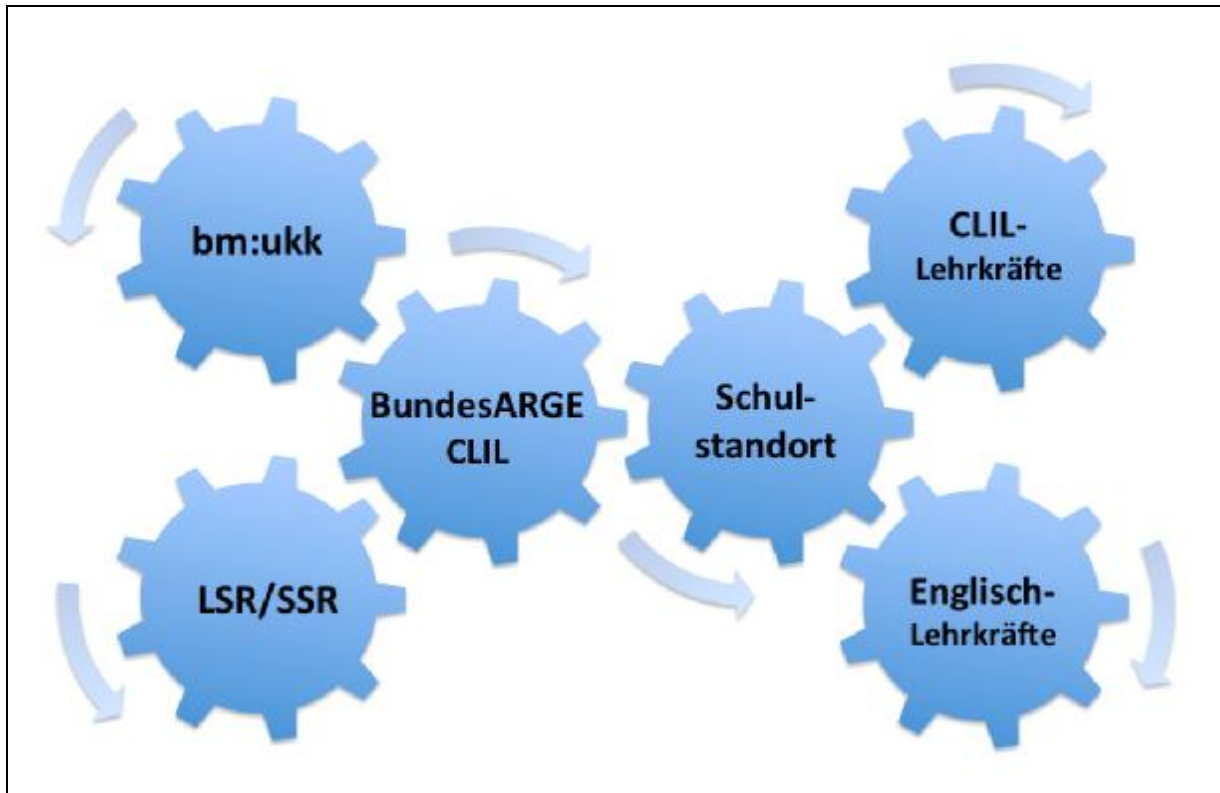 bm:ukk
CLIL-
Lehrkräfte
BundesARGE
CLIL
Schul-
standort
LSR/SSR
Englisch-
Lehrkräfte